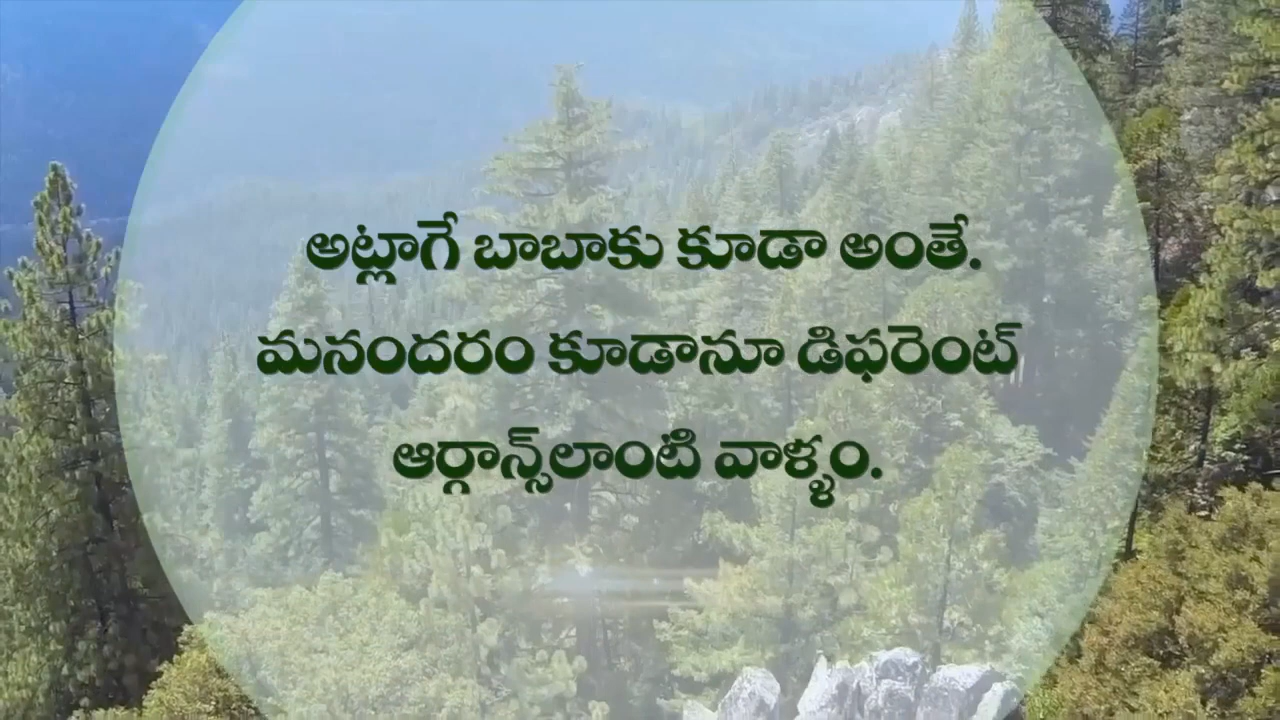 అట్లాగే బాబాకు కూడా అంతే.
మనందరం కూడానూ డిఫరెంట్
ఆర్గాన్స్‌లాంటి వాళ్ళం.